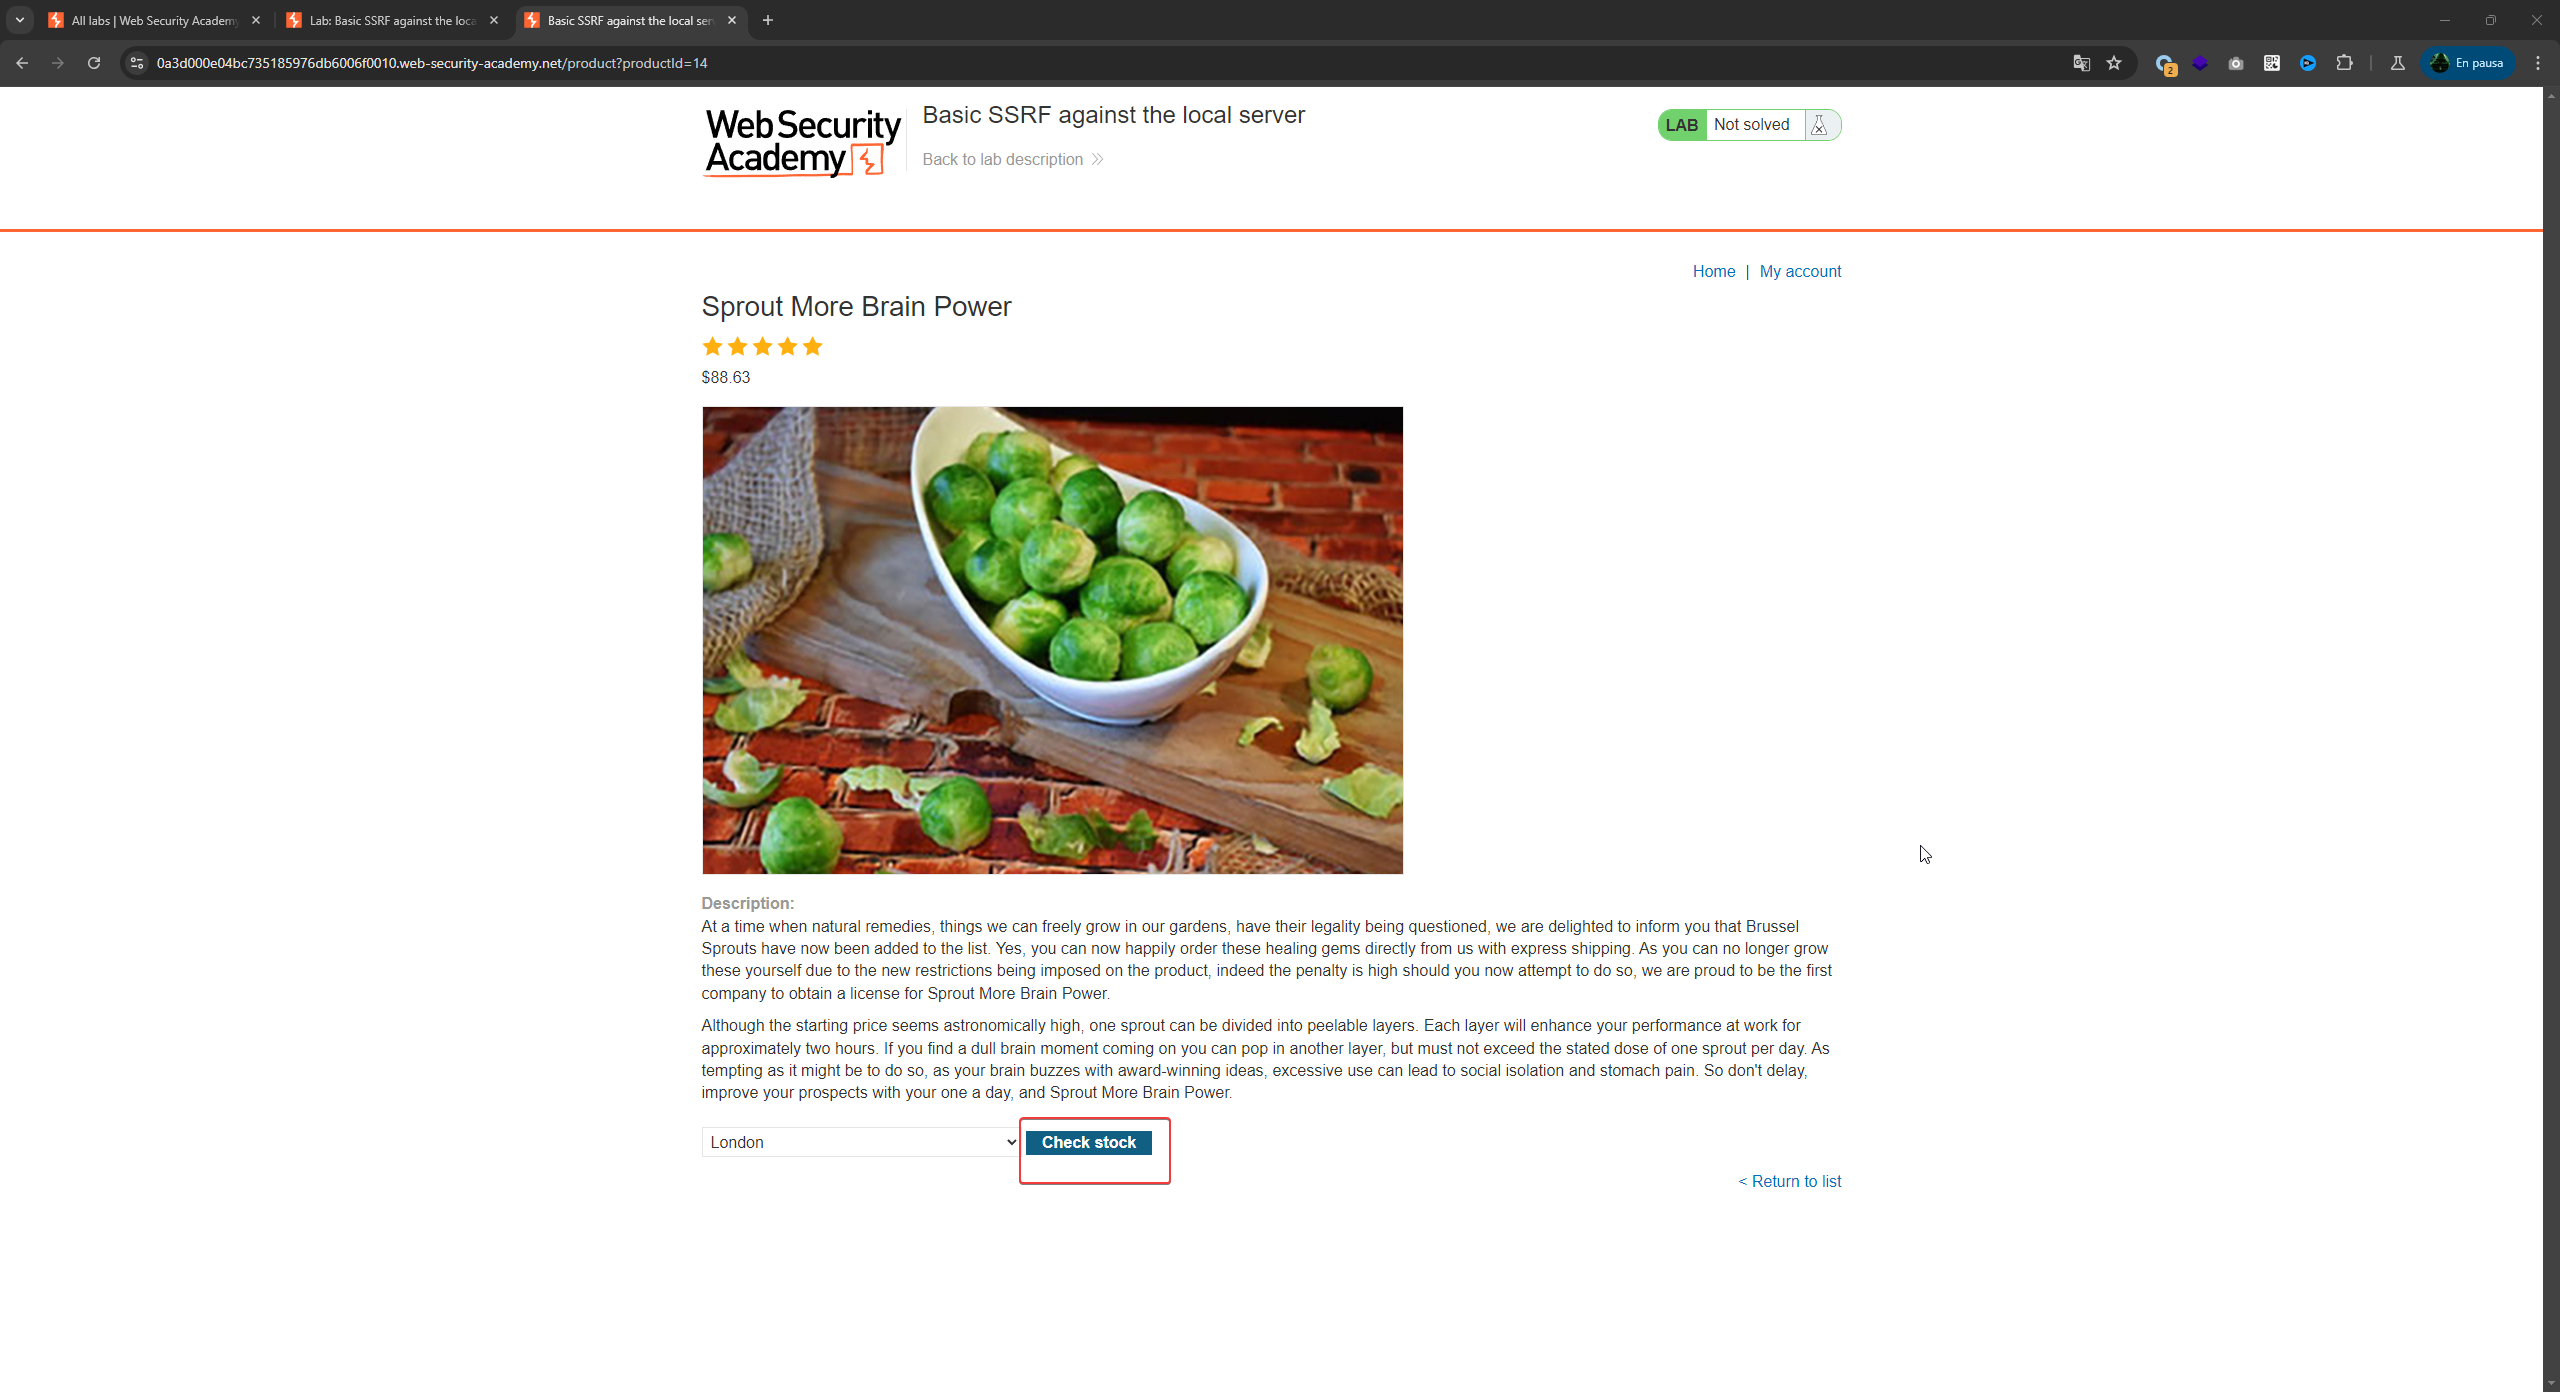 All labs | Web Security Academy
Lab: Basic SSRF against the loca
Basic SSRF against the local ser
0a3d000e04bc735185976db6006f0010.web-security-academy.net/product?productId=14
2
En pausa
Web Security
Academy
Basic SSRF against the local server
Back to lab description
LAB
Not solved
Home | My account
Sprout More Brain Power
$88.63
Description:
At a time when natural remedies, things we can freely grow in our gardens, have their legality being questioned, we are delighted to inform you that Brussel
Sprouts have now been added to the list. Yes, you can now happily order these healing gems directly from us with express shipping. As you can no longer grow
these yourself due to the new restrictions being imposed on the product, indeed the penalty is high should you now attempt to do so, we are proud to be the first
company to obtain a license for Sprout More Brain Power.
Although the starting price seems astronomically high, one sprout can be divided into peelable layers. Each layer will enhance your performance at work for
approximately two hours. If you find a dull brain moment coming on you can pop in another layer, but must not exceed the stated dose of one sprout per day. As
tempting as it might be to do so, as your brain buzzes with award-winning ideas, excessive use can lead to social isolation and stomach pain. So don't delay,
improve your prospects with your one a day, and Sprout More Brain Power.
London
Check stock
< Return to list